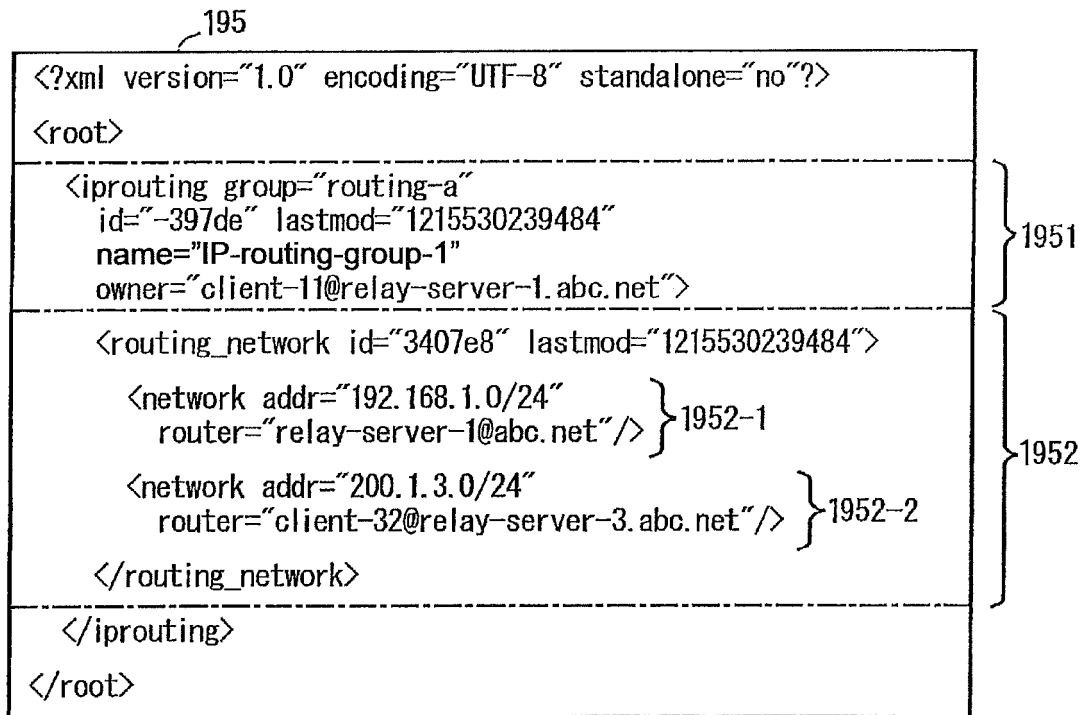 195
<?xml version="1.0" encoding="UTF-8" standalone="no"?>
<root>
<iprouting group="routing-a"
id="-397de" lastmod="1215530239484"
name="IP-routing-group-1"
owner="client-11@relay-server-1.abc.net">
1951
<routing_network id="3407e8" lastmod="1215530239484">
<network addr="192.168.1.0/24"
router="relay-server-1@abc.net"/>
1952-1
<network addr="200.1.3.0/24"
router="client-32@relay-server-3.abc.net"/>
1952-2
</routing_network>
1952
</iprouting>
</root>